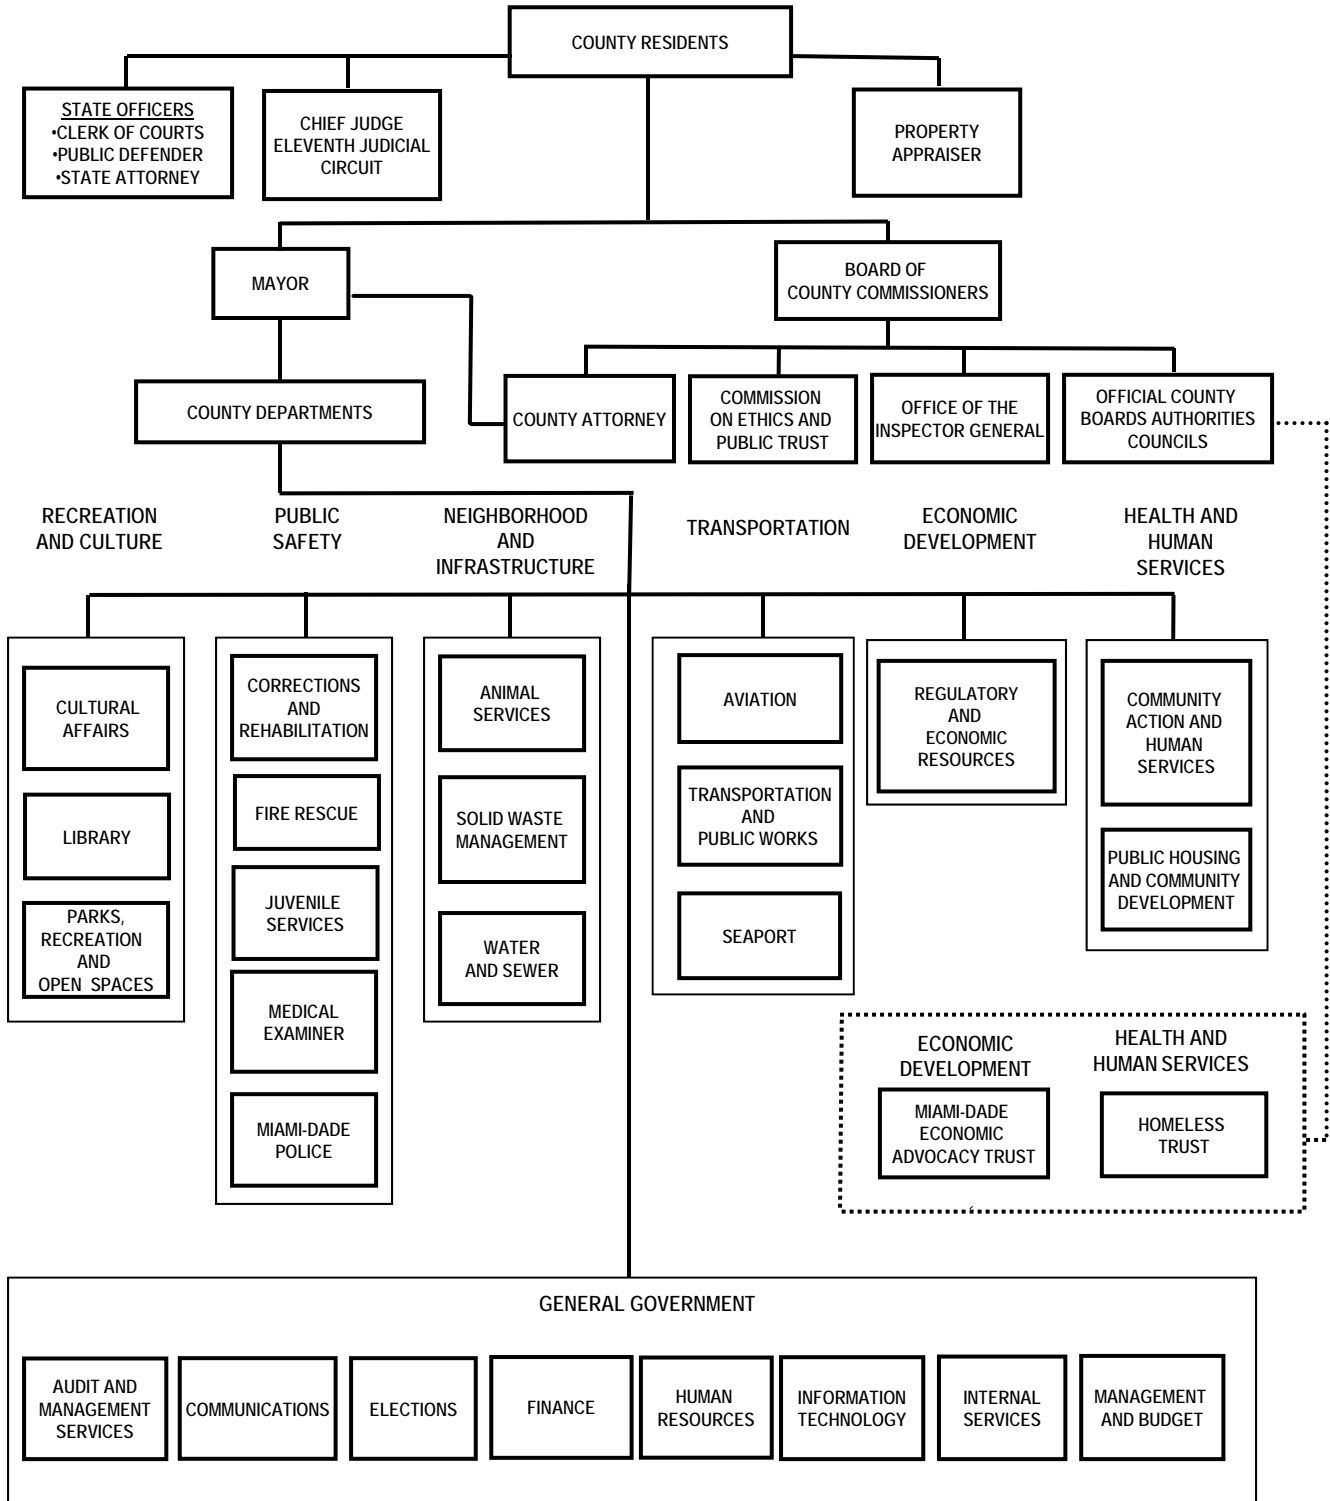 COUNTY RESIDENTS
STATE OFFICERS
•CLERK OF COURTS
•PUBLIC DEFENDER
•STATE ATTORNEY
CHIEF JUDGE
ELEVENTH JUDICIAL
CIRCUIT
PROPERTY
APPRAISER
MAYOR
BOARD OF
COUNTY COMMISSIONERS
COUNTY DEPARTMENTS
COUNTY ATTORNEY
COMMISSION
ON ETHICS AND
PUBLIC TRUST
OFFICE OF THE
INSPECTOR GENERAL
OFFICIAL COUNTY
BOARDS AUTHORITIES
COUNCILS
RECREATION
AND CULTURE
PUBLIC
SAFETY
NEIGHBORHOOD
AND
INFRASTRUCTURE
TRANSPORTATION
ECONOMIC
DEVELOPMENT
HEALTH AND
HUMAN
SERVICES
CULTURAL
AFFAIRS
LIBRARY
PARKS,
RECREATION
AND
OPEN SPACES
CORRECTIONS
AND
REHABILITATION
FIRE RESCUE
JUVENILE
SERVICES
MEDICAL
EXAMINER
MIAMI-DADE
POLICE
ANIMAL
SERVICES
SOLID WASTE
MANAGEMENT
WATER
AND SEWER
AVIATION
TRANSPORTATION
AND
PUBLIC WORKS
SEAPORT
REGULATORY
AND
ECONOMIC
RESOURCES
COMMUNITY
ACTION AND
HUMAN
SERVICES
PUBLIC HOUSING
AND COMMUNITY
DEVELOPMENT
ECONOMIC
DEVELOPMENT
MIAMI-DADE
ECONOMIC
ADVOCACY TRUST
HEALTH AND
HUMAN SERVICES
HOMELESS
TRUST
GENERAL GOVERNMENT
AUDIT AND
MANAGEMENT
SERVICES
COMMUNICATIONS
ELECTIONS
FINANCE
HUMAN
RESOURCES
INFORMATION
TECHNOLOGY
INTERNAL
SERVICES
MANAGEMENT
AND BUDGET